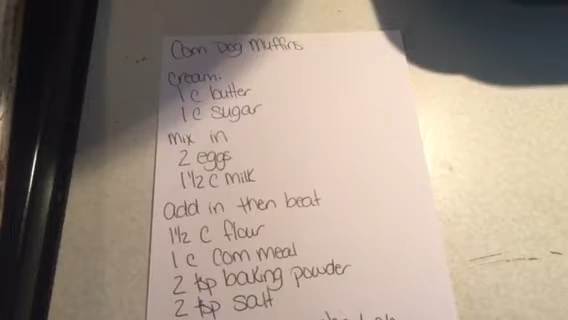 Corn Dog Muffins
Cream:
1 C butter
1 C sugar
mix in
2 eggs
1 1/2 C milk
add in then beat
1 1/2 C flour
1 C Corn meal
2 tsp baking powder
2 tsp salt